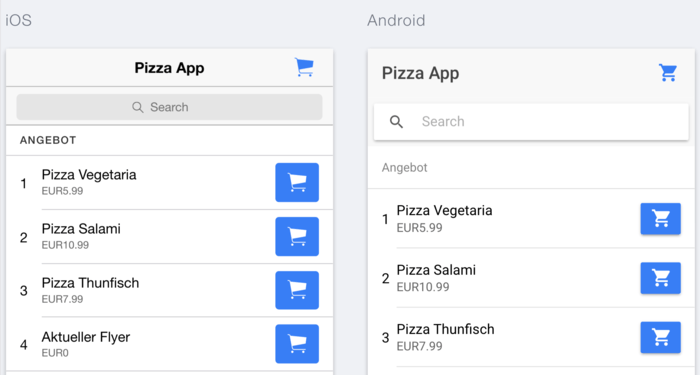 iOS
Pizza App
Search
ANGEBOT
1
Pizza Vegetaria
EUR5.99
2
Pizza Salami
EUR10.99
3
Pizza Thunfisch
EUR7.99
4
Aktueller Flyer
EUR0
Android
Pizza App
Search
Angebot
1
Pizza Vegetaria
EUR5.99
2
Pizza Salami
EUR10.99
3
Pizza Thunfisch
EUR7.99